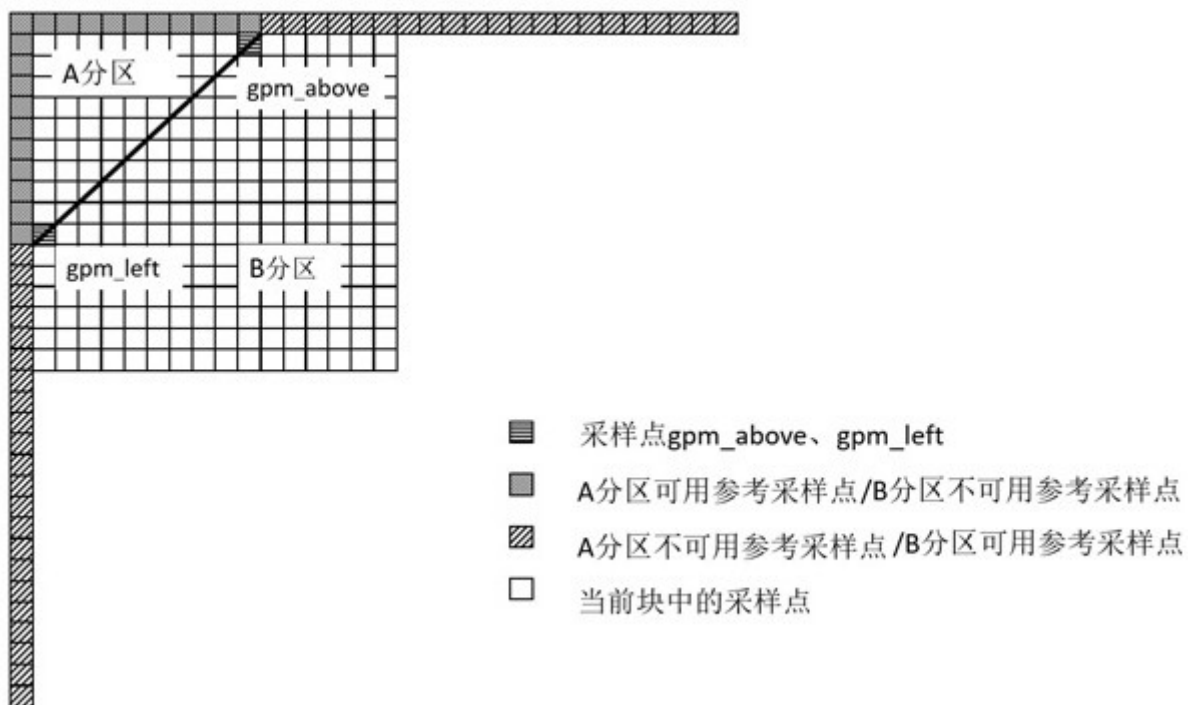 A分区
gpm_above
gpm_left
B分区
采样点gpm_above、gpm_left
A分区可用参考采样点/B分区不可用参考采样点
A分区不可用参考采样点/B分区可用参考采样点
当前块中的采样点